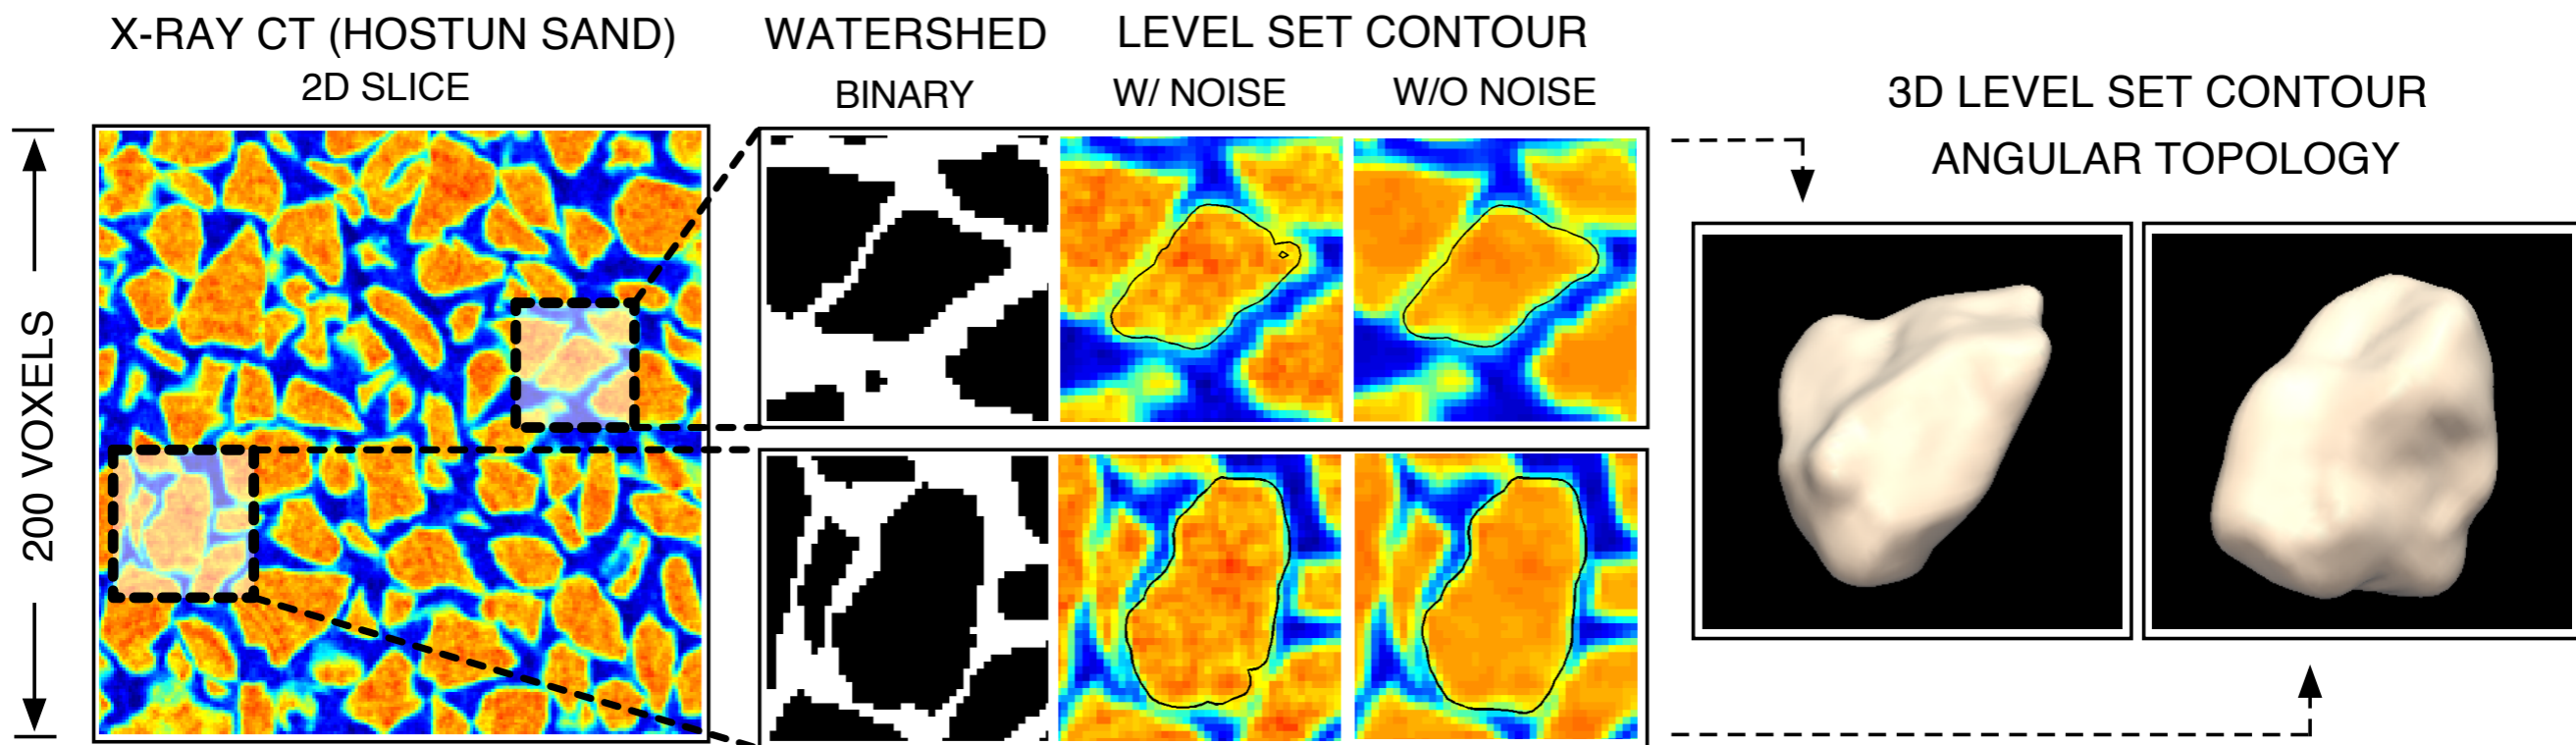 X-RAY CT (HOSTUN SAND)
2D SLICE
200 VOXELS
WATERSHED
BINARY
LEVEL SET CONTOUR
W/ NOISE
W/O NOISE
3D LEVEL SET CONTOUR
ANGULAR TOPOLOGY